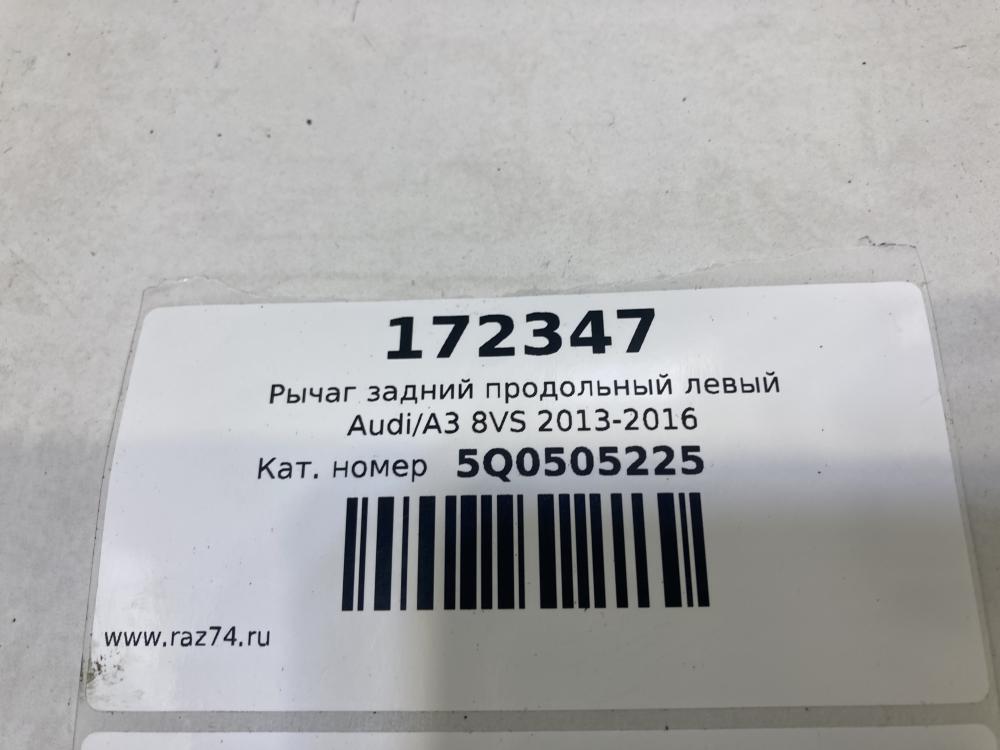 172347
Рычаг задний продольный левый
Audi/A3 8VS 2013-2016
Кат. номер 5Q0505225
www.raz74.ru